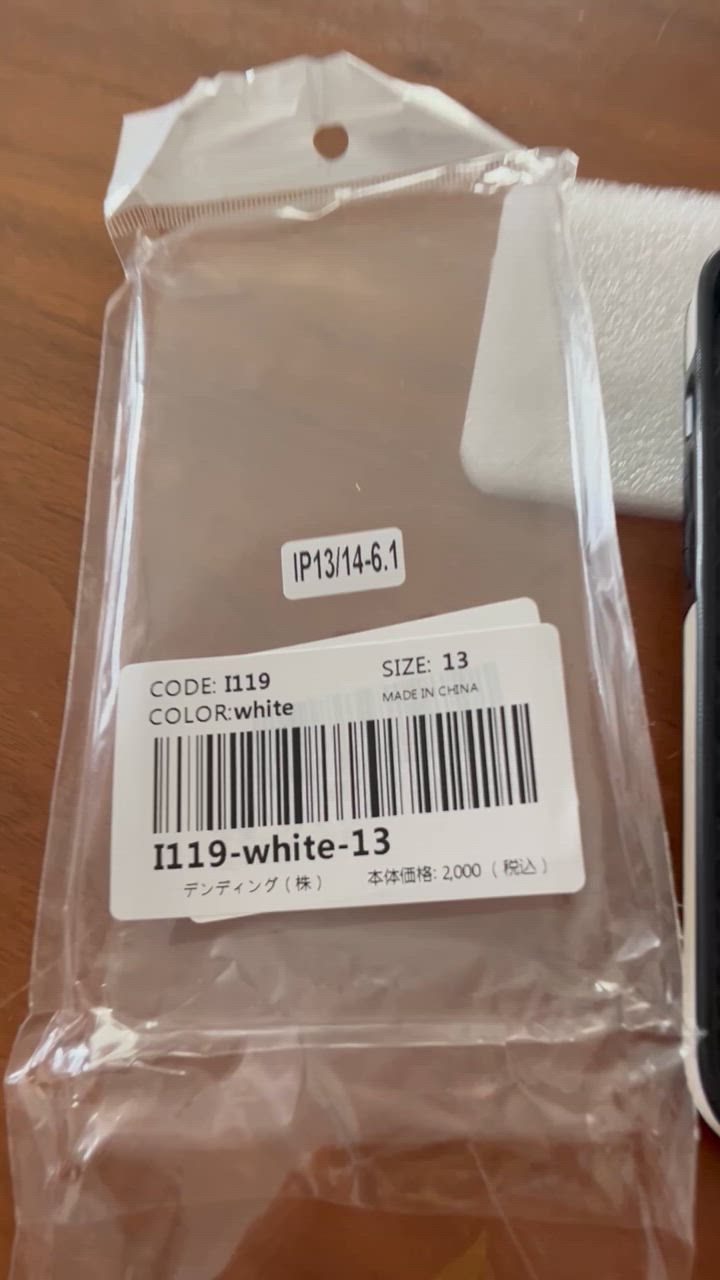 IP13/14-6.1
CODE: I119
SIZE: 13
COLOR:white
MADE IN CHINA
I119-white-13
デンディング（株）
本体価格: 2,000 （税込）